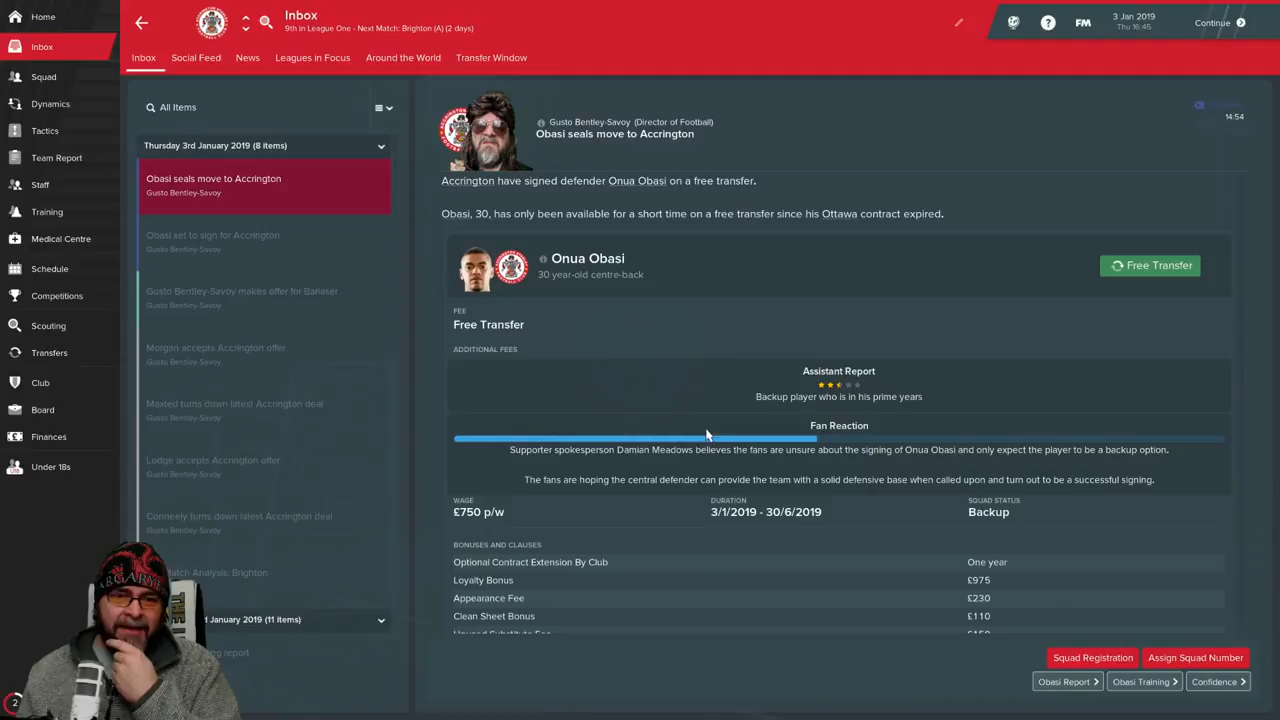 Home
Inbox
Squad
Dynamics
Tactics
Team Report
Staff
Training
Medical Centre
Schedule
Competitions
Scouting
Transfers
Club
Board
Finances
Under 18s
2
Inbox
9th in League One - Next Match: Brighton (A) (2 days)
?
FM
3 Jan 2019
Thu 16:45
Continue
Inbox
Social Feed
News
Leagues in Focus
Around the World
Transfer Window
All Items
Thursday 3rd January 2019 (8 items)
Obasi seals move to Accrington
Gusto Bentley-Savoy
Obasi set to sign for Accrington
Gusto Bentley-Savoy
Gusto Bentley-Savoy makes offer for Barlaser
Gusto Bentley-Savoy
Morgan accepts Accrington offer
Gusto Bentley-Savoy
Maxted turns down latest Accrington deal
Gusto Bentley-Savoy
Lodge accepts Accrington offer
Gusto Bentley-Savoy
Conneely turns down latest Accrington deal
Gusto Bentley-Savoy
Match Analysis: Brighton
January 2019 (11 items)
report
Gusto Bentley-Savoy (Director of Football)
Obasi seals move to Accrington
14:54
Accrington have signed defender Onua Obasi on a free transfer.
Obasi, 30, has only been available for a short time on a free transfer since his Ottawa contract expired.
Onua Obasi
30 year-old centre-back
Free Transfer
FEE
Free Transfer
ADDITIONAL FEES
Assistant Report
Backup player who is in his prime years
Fan Reaction
Supporter spokesperson Damian Meadows believes the fans are unsure about the signing of Onua Obasi and only expect the player to be a backup option.
The fans are hoping the central defender can provide the team with a solid defensive base when called upon and turn out to be a successful signing.
WAGE
£750 p/w
DURATION
3/1/2019 - 30/6/2019
SQUAD STATUS
Backup
BONUSES AND CLAUSES
Optional Contract Extension By Club One year
Loyalty Bonus £975
Appearance Fee £230
Clean Sheet Bonus £110
Unused Substitute Fee £150
Squad Registration
Assign Squad Number
Obasi Report
Obasi Training
Confidence